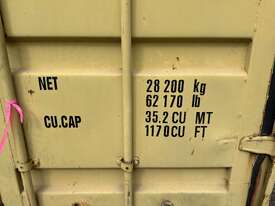 NET 28 200 kg
62 170 lb
CU.CAP 35.2 CU MT
1170 CU FT